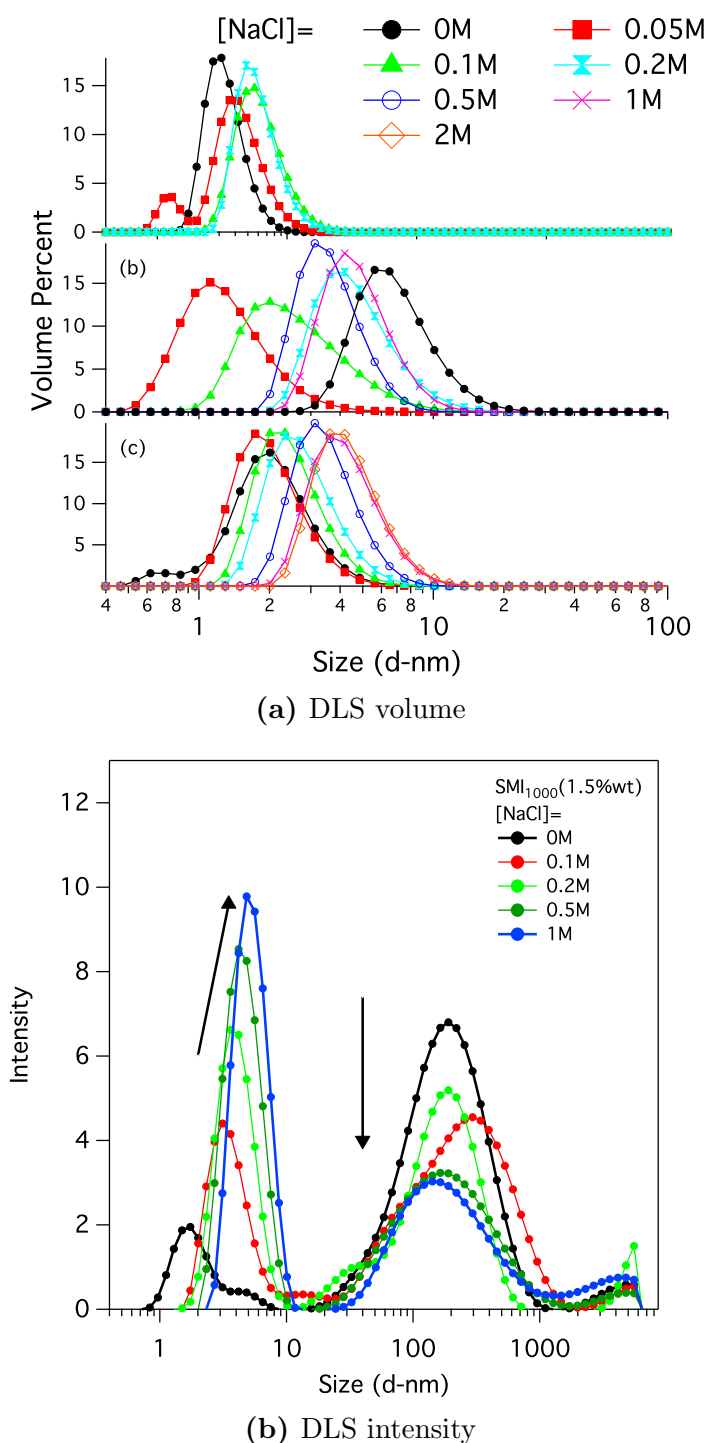 [NaCl]=
0M 0.05M
0.1M 0.2M
0.5M 1M
2M
Volume Percent
15
10
5
0
(b)
15
10
5
0
(c)
15
10
5
4 6 8 1 2 4 6 8 10 2 4 6 8 100
Size (d-nm)
(a) DLS volume
SMI1000(1.5%wt)
[NaCl]=
0M
0.1M
0.2M
0.5M
1M
Intensity
12
10
8
6
4
2
0
1 10 100 1000
Size (d-nm)
(b) DLS intensity